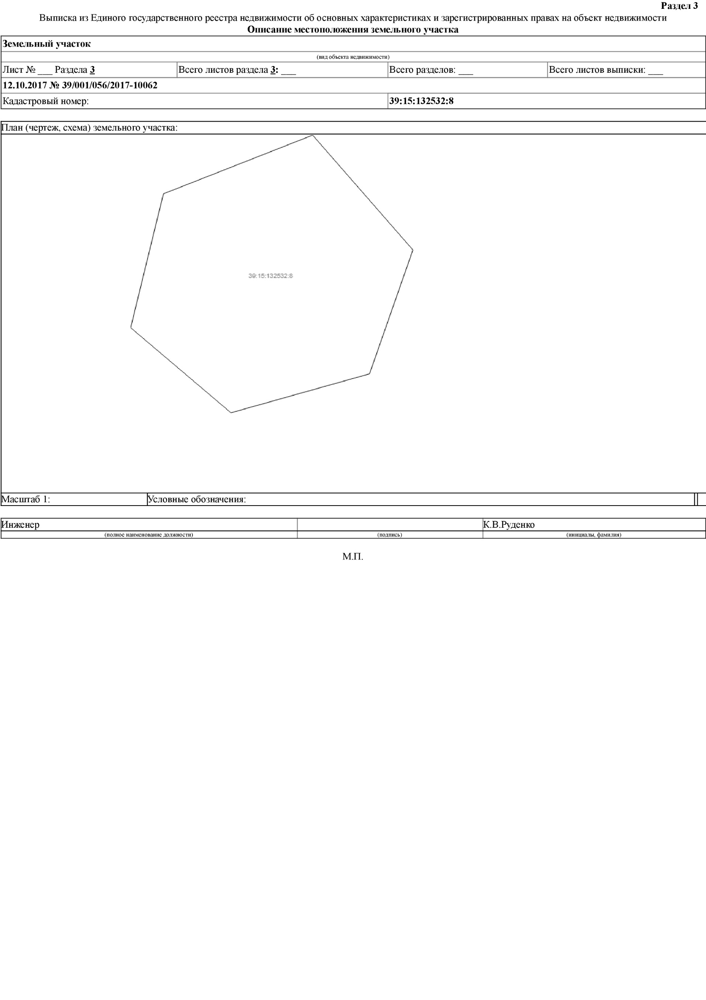 Раздел 3
Выписка из Единого государственного реестра недвижимости об основных характеристиках и зарегистрированных правах на объект недвижимости
Описание местоположения земельного участка
Земельный участок
(вид объекта недвижимости)
Лист № ___ Раздела 3 Всего листов раздела 3: ___ Всего разделов: ___ Всего листов выписки: ___
12.10.2017 № 39/001/056/2017-10062
Кадастровый номер: 39:15:132532:8
План (чертеж, схема) земельного участка:
39:15:132532:8
Масштаб 1: Условные обозначения:
Инженер К.В.Руденко
(полное наименование должности) (подпись) (инициалы, фамилия)
М.П.